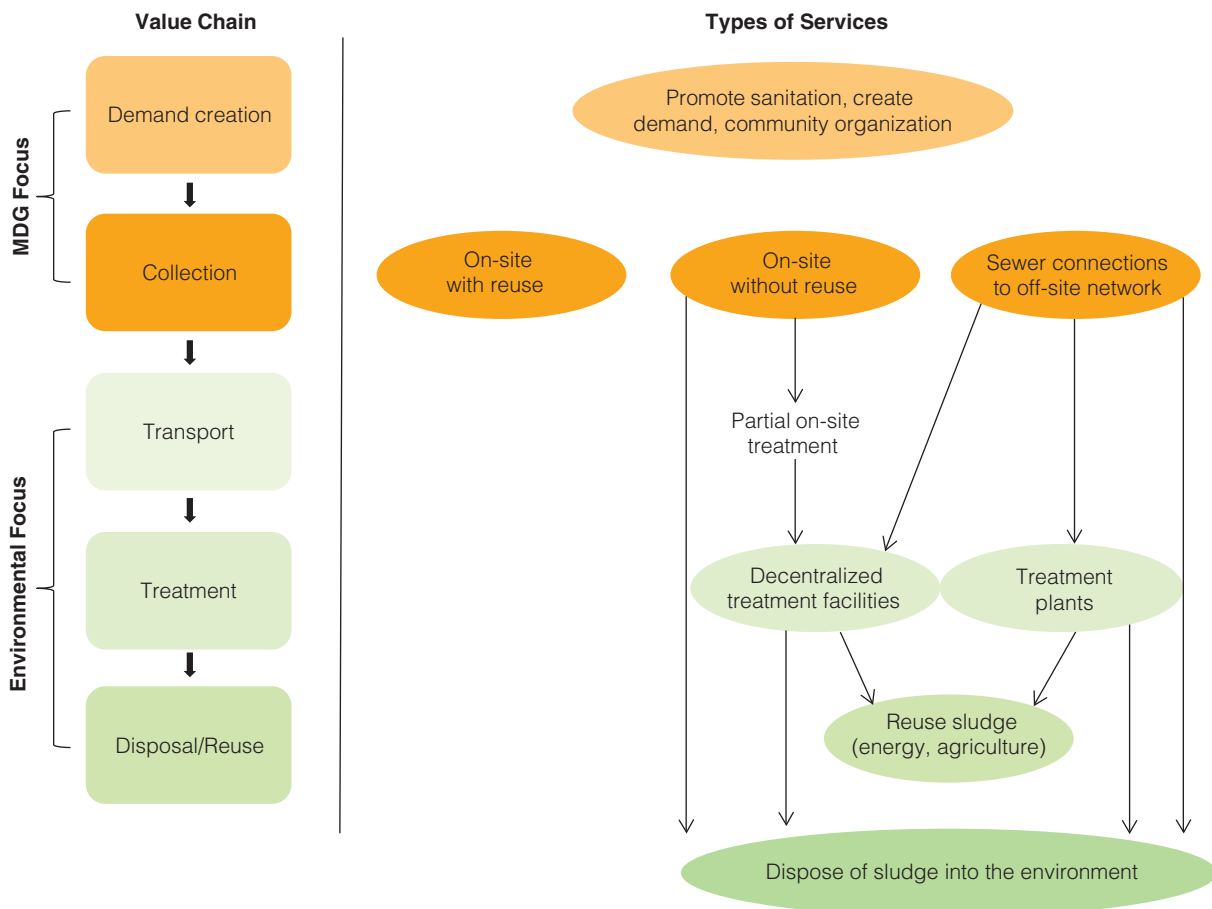 Value Chain
Types of Services
MDG Focus
Demand creation
Promote sanitation, create
demand, community organization
Collection
On-site
with reuse
On-site
without reuse
Sewer connections
to off-site network
Environmental Focus
Transport
Partial on-site
treatment
Treatment
Decentralized
treatment facilities
Treatment
plants
Disposal/Reuse
Reuse sludge
(energy, agriculture)
Dispose of sludge into the environment